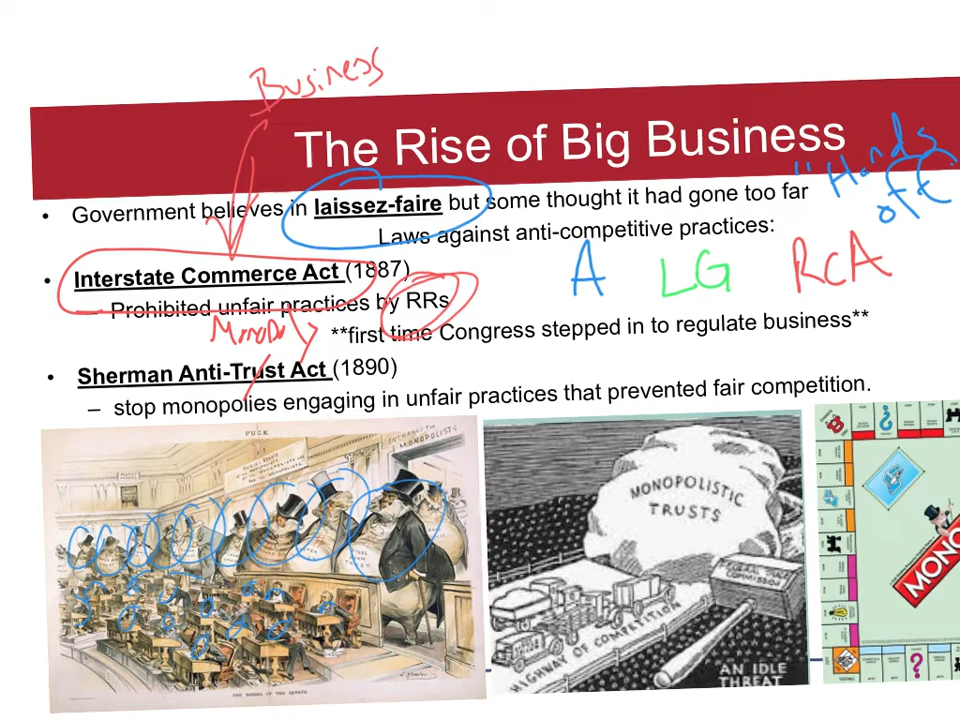 Business
The Rise of Big Business
• Government believes in laissez-faire but some thought it had gone too far
"Hands off"
Laws against anti-competitive practices:
• Interstate Commerce Act (1887)
A LG RCA
– Prohibited unfair practices by RRs
Monopoly
**first time Congress stepped in to regulate business**
• Sherman Anti-Trust Act (1890)
– stop monopolies engaging in unfair practices that prevented fair competition.
PUCK
MONOPOLISTS
MONOPOLISTIC
TRUSTS
COMMISSION
HIGHWAY OF COMPETITION
AN IDLE
THREAT
MONO
THE BOSSES OF THE SENATE